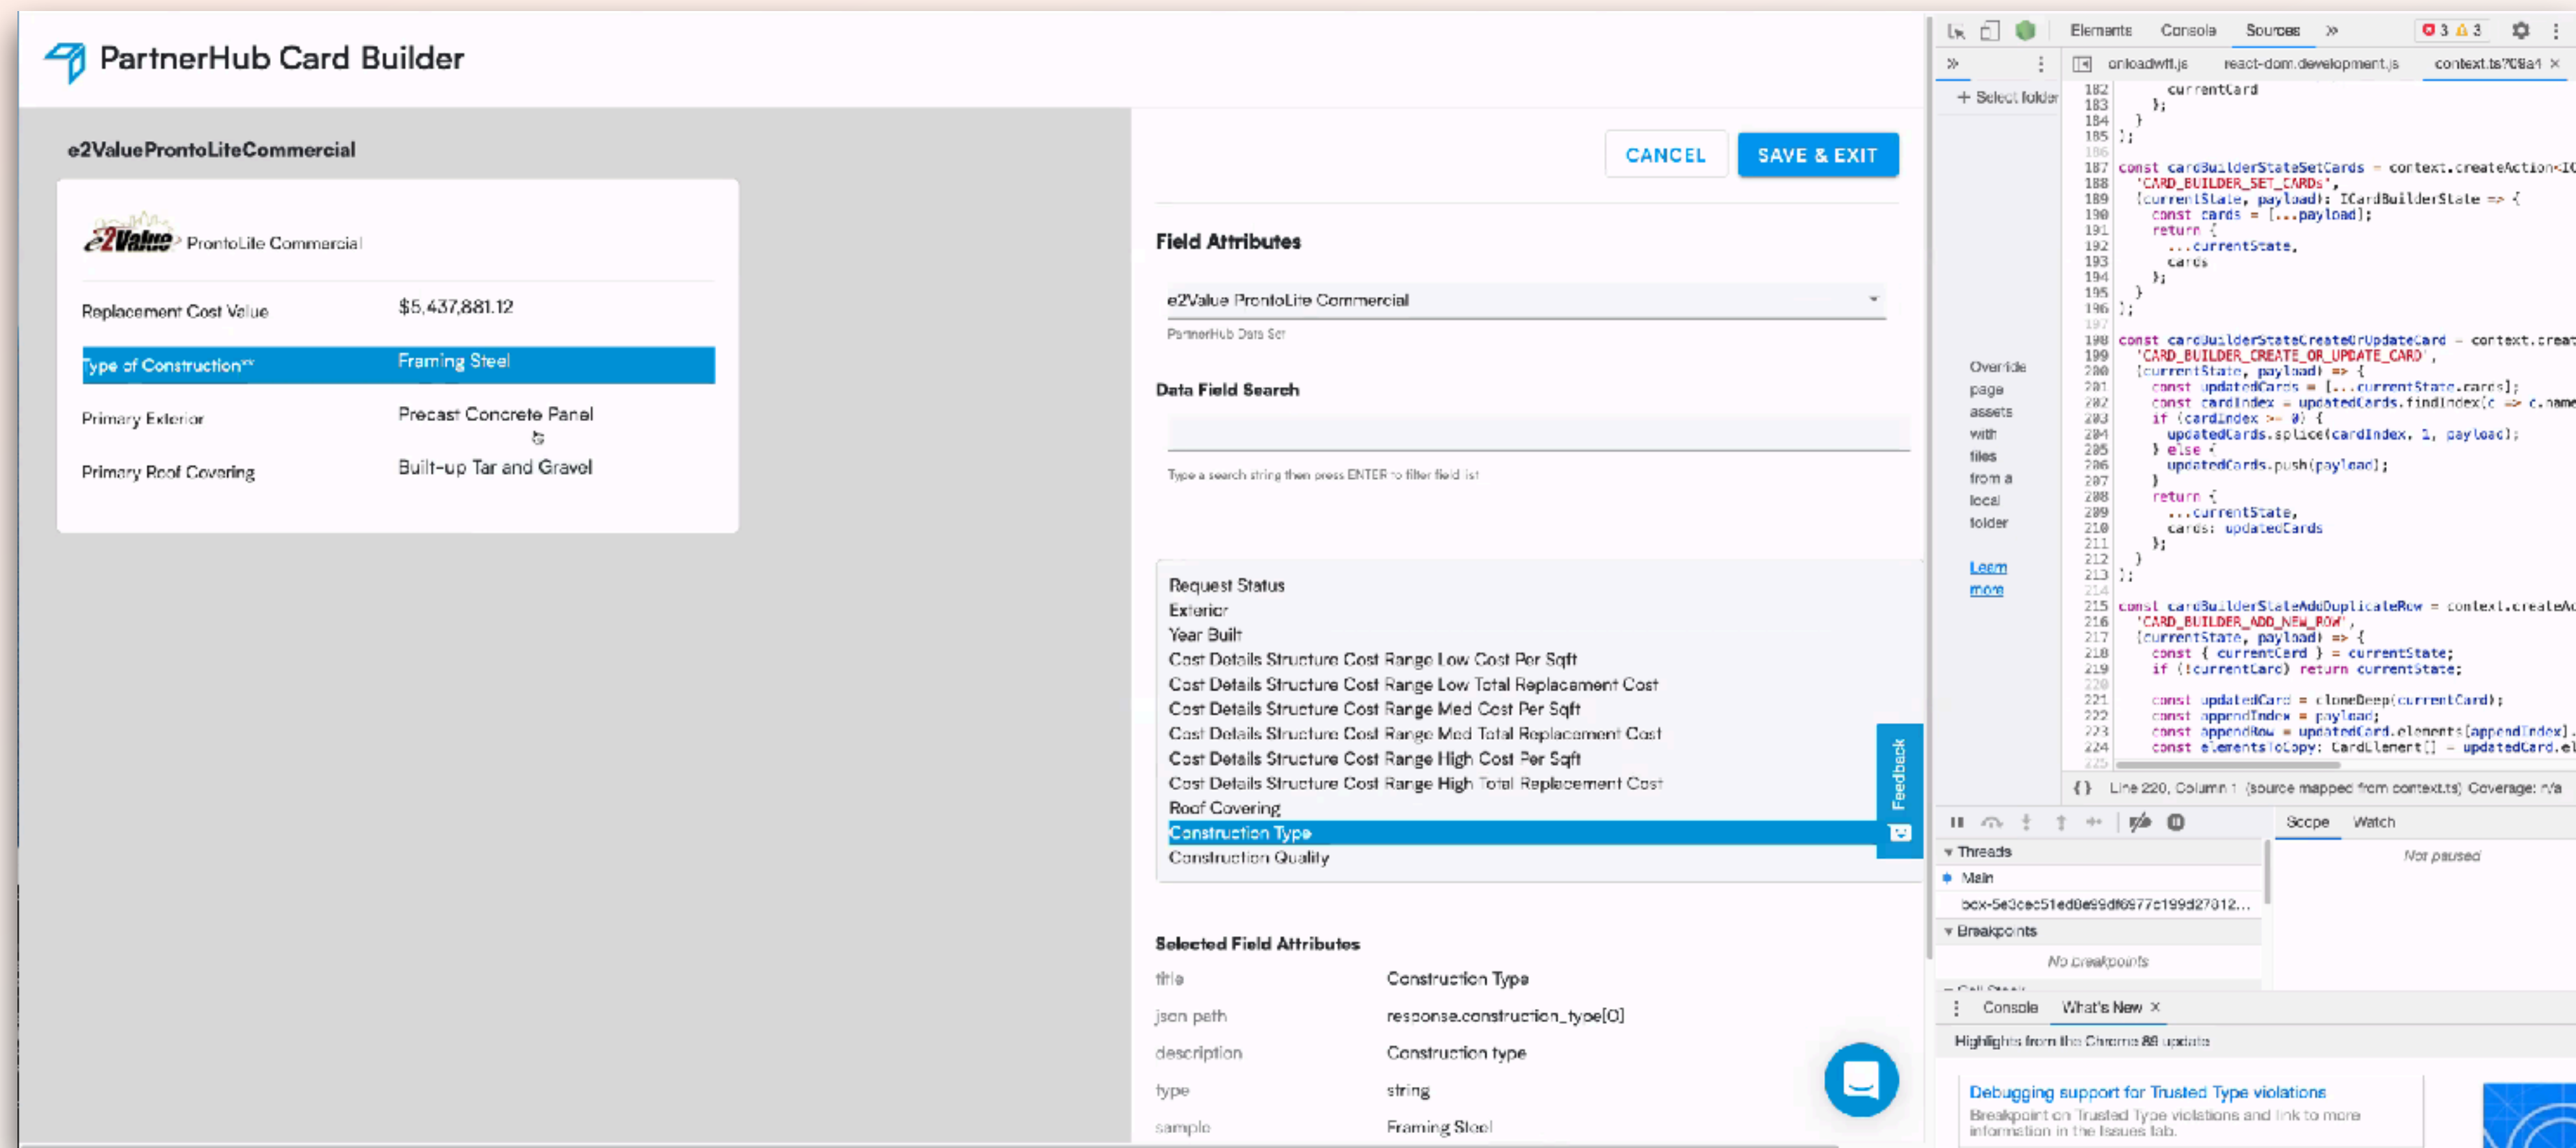 PartnerHub Card Builder
e2ValueProntoLiteCommercial
e2Value ProntoLite Commercial
Replacement Cost Value $5,437,881.12
Type of Construction** Framing Steel
Primary Exterior Precast Concrete Panel
Primary Roof Covering Built-up Tar and Gravel
CANCEL SAVE & EXIT
Field Attributes
e2Value ProntoLite Commercial
PartnerHub Data Set
Data Field Search
Type a search string then press ENTER to filter field list
Request Status
Exterior
Year Built
Cost Details Structure Cost Range Low Cost Per Sqft
Cost Details Structure Cost Range Low Total Replacement Cost
Cost Details Structure Cost Range Med Cost Per Sqft
Cost Details Structure Cost Range Med Total Replacement Cost
Cost Details Structure Cost Range High Cost Per Sqft
Cost Details Structure Cost Range High Total Replacement Cost
Roof Covering
Construction Type
Construction Quality
Feedback
Selected Field Attributes
title Construction Type
json path response.construction_type[0]
description Construction type
type string
sample Framing Steel
Elements Console Sources » 3 3
» onloadwff.js react-dom.development.js context.ts?09a4 ×
+ Select folder
Override
page
assets
with
files
from a
local
folder
Learn
more
182 currentCard
183 };
184 }
185 );
186
187 const cardBuilderStateSetCards = context.createAction<IC
188 'CARD_BUILDER_SET_CARDs',
189 (currentState, payload): ICardBuilderState => {
190 const cards = [...payload];
191 return {
192 ...currentState,
193 cards
194 };
195 }
196 );
197
198 const cardBuilderStateCreateOrUpdateCard = context.creat
199 'CARD_BUILDER_CREATE_OR_UPDATE_CARD',
200 (currentState, payload) => {
201 const updatedCards = [...currentState.cards];
202 const cardIndex = updatedCards.findIndex(c => c.name
203 if (cardIndex >= 0) {
204 updatedCards.splice(cardIndex, 1, payload);
205 } else {
206 updatedCards.push(payload);
207 }
208 return {
209 ...currentState,
210 cards: updatedCards
211 };
212 }
213 );
214
215 const cardBuilderStateAddDuplicateRow = context.createAc
216 'CARD_BUILDER_ADD_NEW_ROW',
217 (currentState, payload) => {
218 const { currentCard } = currentState;
219 if (!currentCard) return currentState;
220
221 const updatedCard = cloneDeep(currentCard);
222 const appendIndex = payload;
223 const appendRow = updatedCard.elements[appendIndex].
224 const elementsToCopy: CardElement[] = updatedCard.el
225
{} Line 220, Column 1 (source mapped from context.ts) Coverage: n/a
Scope Watch
Not paused
Threads
Main
Breakpoints
No breakpoints
Console What's New ×
Highlights from the Chrome 89 update
Debugging support for Trusted Type violations
Breakpoint on Trusted Type violations and link to more
information in the Issues tab.